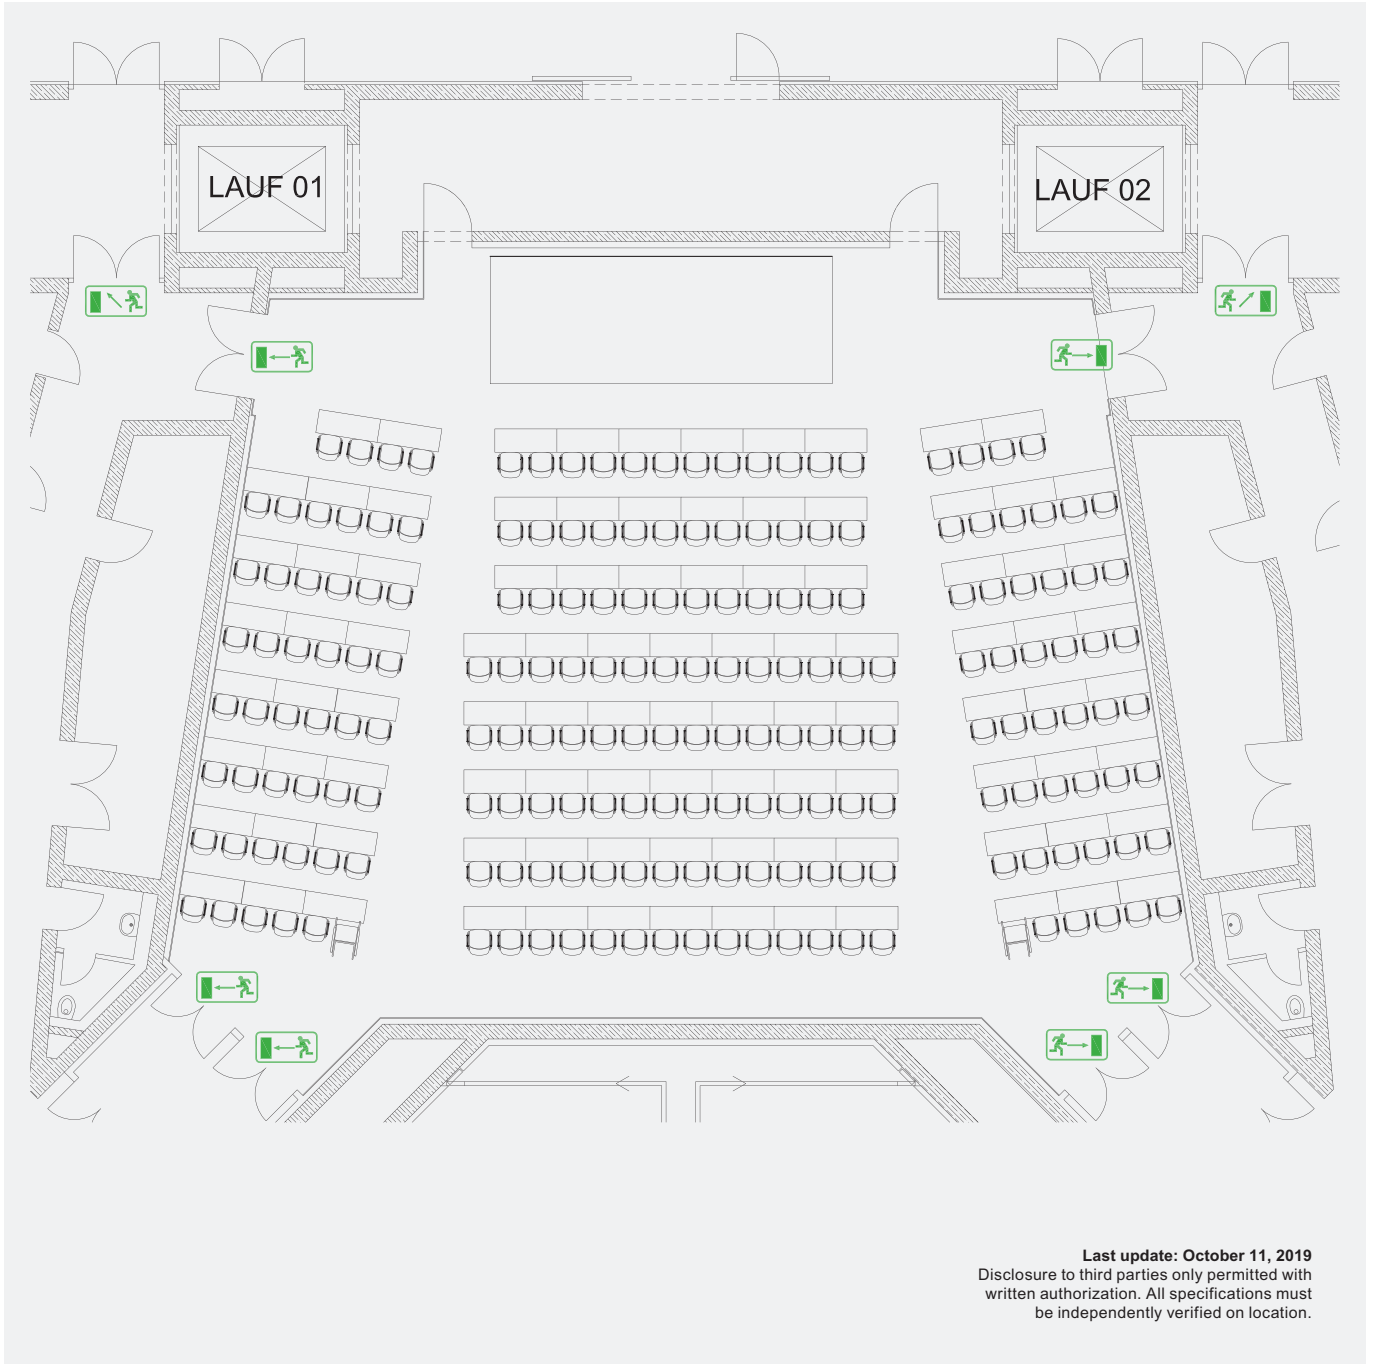 LAUF 01
LAUF 02
Last update: October 11, 2019
Disclosure to third parties only permitted with
written authorization. All specifications must
be independently verified on location.